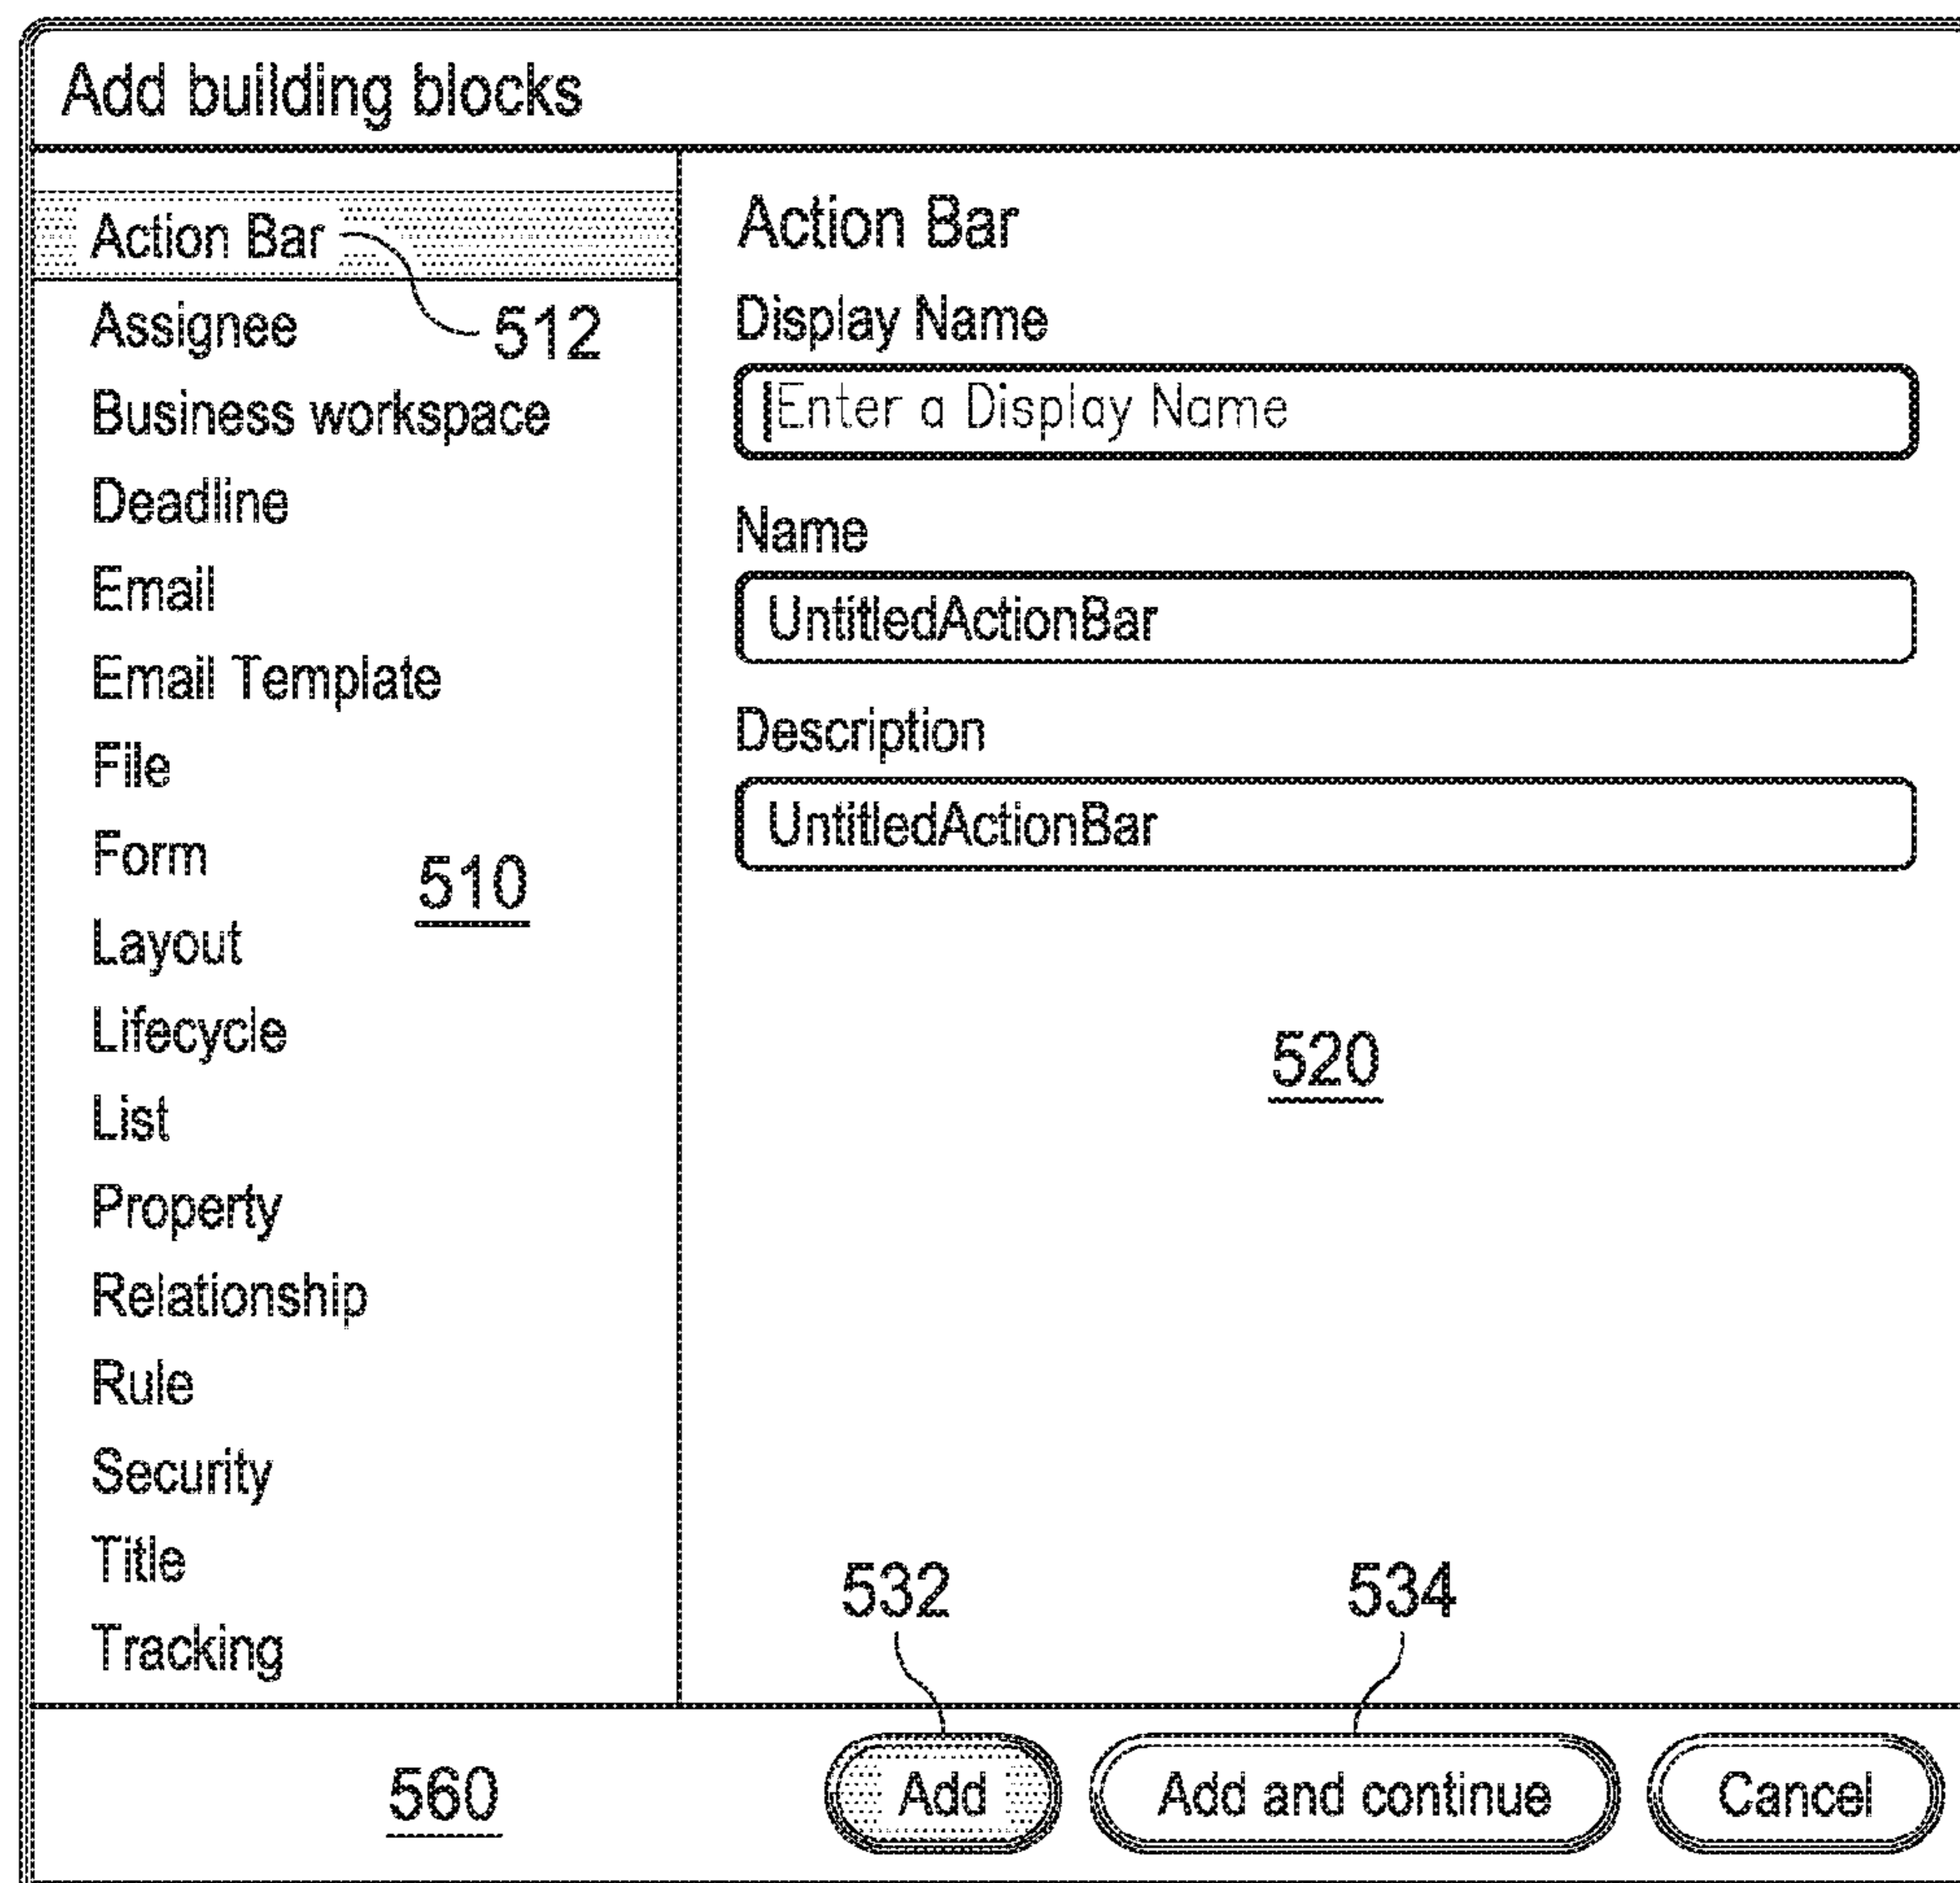 Add building blocks
Action Bar
512
Assignee
Business workspace
Deadline
Email
Email Template
File
Form
510
Layout
Lifecycle
List
Property
Relationship
Rule
Security
Title
Tracking
Action Bar
Display Name
Enter a Display Name
Name
UntitledActionBar
Description
UntitledActionBar
520
532
534
560
Add
Add and continue
Cancel